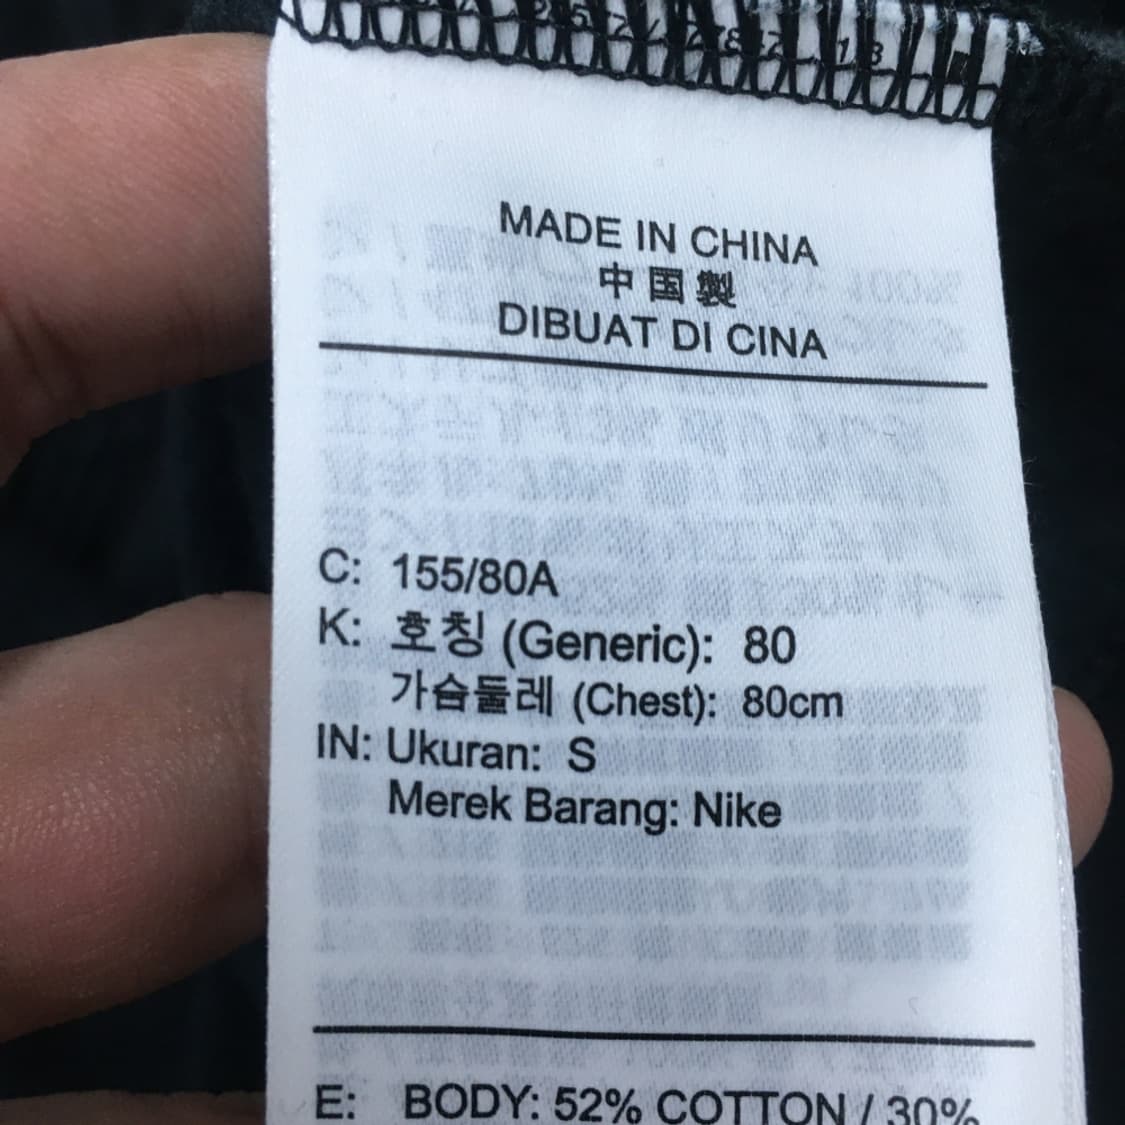 MADE IN CHINA
中国製
DIBUAT DI CINA
C: 155/80A
K: 호칭 (Generic): 80
가슴둘레 (Chest): 80cm
IN: Ukuran: S
Merek Barang: Nike
E: BODY: 52% COTTON / 30%